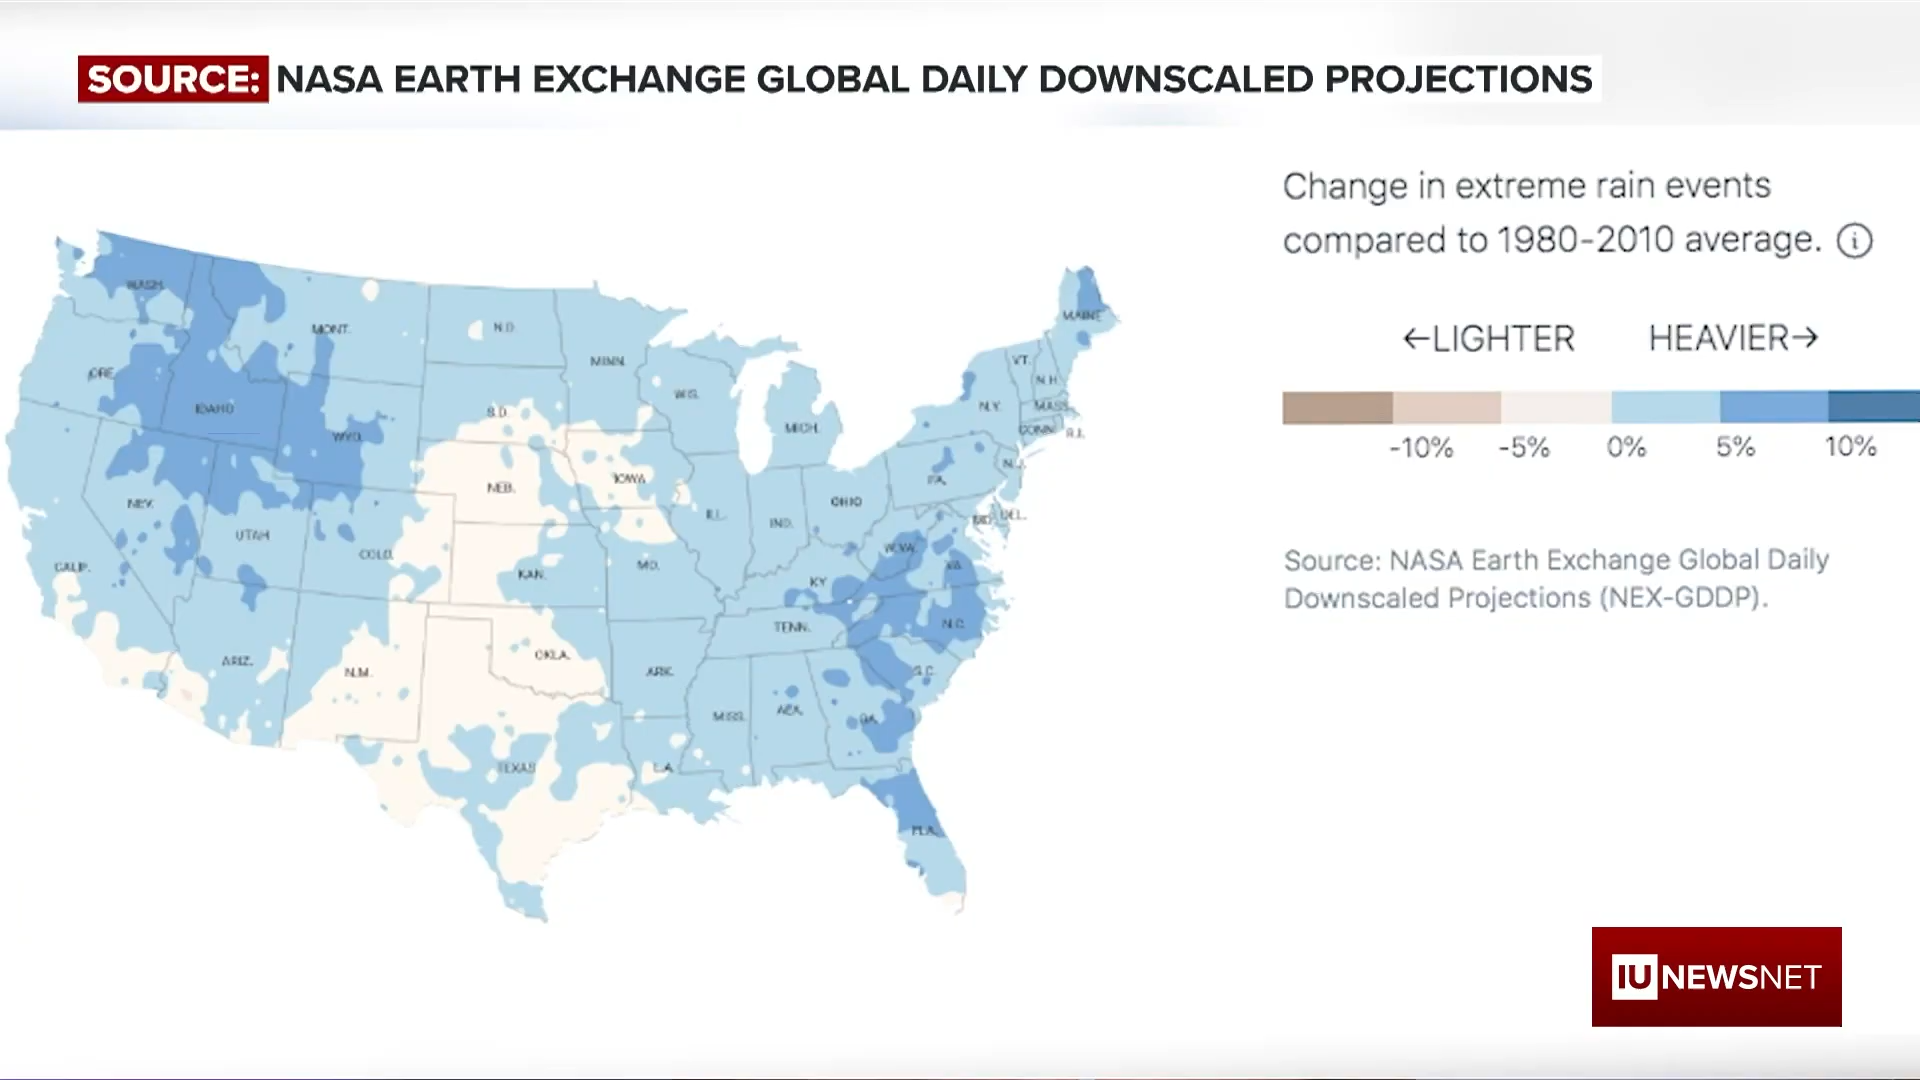 SOURCE: NASA EARTH EXCHANGE GLOBAL DAILY DOWNSCALED PROJECTIONS
Change in extreme rain events
compared to 1980-2010 average.
←LIGHTER HEAVIER→
-10% -5% 0% 5% 10%
Source: NASA Earth Exchange Global Daily
Downscaled Projections (NEX-GDDP).
WASH.
MONT.
N.D.
MINN.
MAINE
ORE.
IDAHO
WYO.
S.D.
WIS.
MICH.
VT.
N.H.
N.Y.
MASS.
CONN.
R.I.
NEV.
UTAH
COLO.
NEB.
IOWA
ILL.
IND.
OHIO
PA.
N.J.
MD.
DEL.
CALIF.
KAN.
MO.
KY
W.VA.
VA.
ARIZ.
N.M.
OKLA.
ARK.
TENN.
N.C.
S.C.
TEXAS
LA.
MISS.
GA.
FLA.
IU NEWSNET